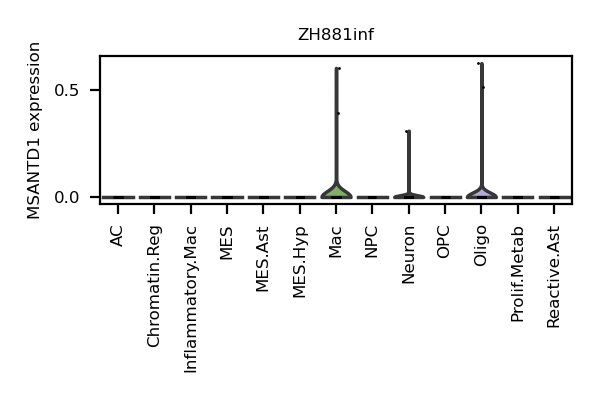 ZH881inf
MSANTD1 expression
0.5
0.0
AC
Chromatin.Reg
Inflammatory.Mac
MES
MES.Ast
MES.Hyp
Mac
NPC
Neuron
OPC
Oligo
Prolif.Metab
Reactive.Ast